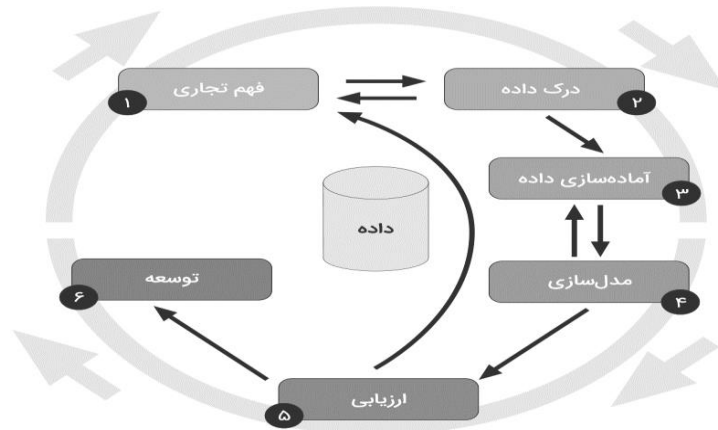 فهم تجاری
۱
درک داده
۲
آماده‌سازی داده
۳
داده
مدل‌سازی
۴
توسعه
۶
ارزیابی
۵